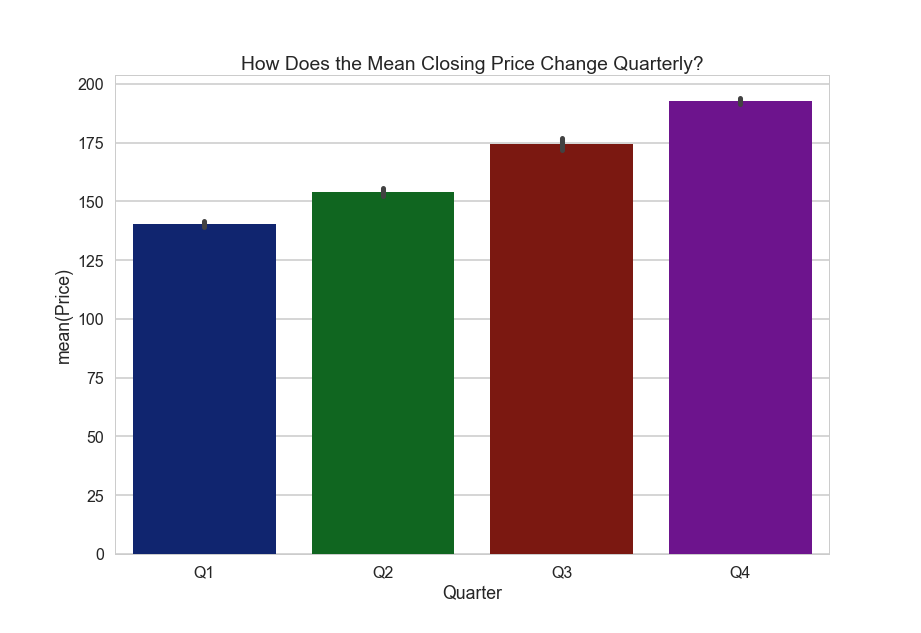 How Does the Mean Closing Price Change Quarterly?
200
175
150
125
100
75
50
25
0
mean(Price)
Q1 Q2 Q3 Q4
Quarter